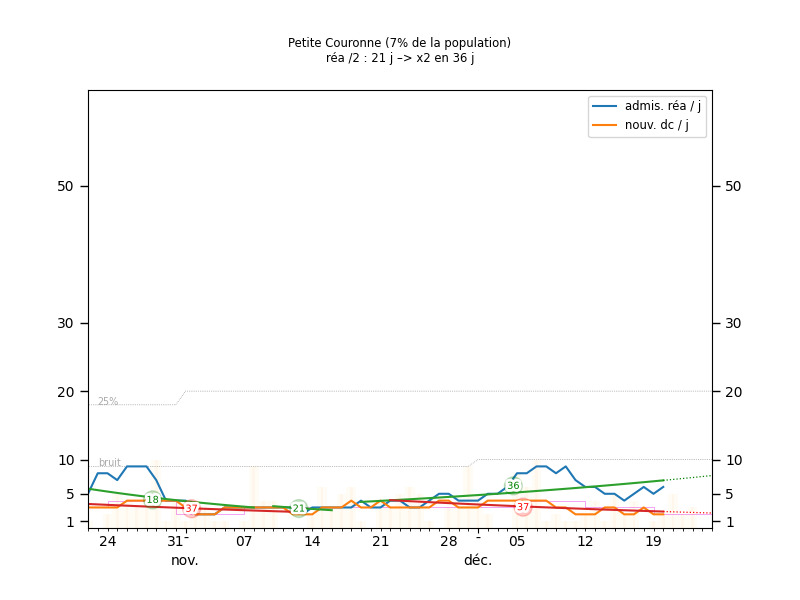 Petite Couronne (7% de la population)
réa /2 : 21 j –> x2 en 36 j
admis. réa / j
nouv. dc / j
50 50
30 30
20 20
25%
10 10
bruit
5 5
1 1
18
37
21
36
37
24 31 07 14 21 28 05 12 19
nov. déc.